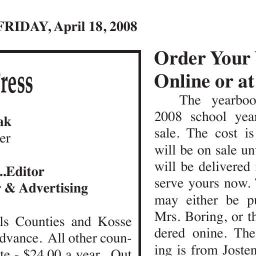 FRIDAY, April 18, 2008
ress
ak
er
...Editor
r & Advertising
ls Counties and Kosse
dvance. All other coun-
te - $24.00 a year. Out
Order Your
Online or at
The yearboo
2008 school year
sale. The cost is
will be on sale un
will be delivered
serve yours now.
may either be pu
Mrs. Boring, or th
dered onine. The
ing is from Josten